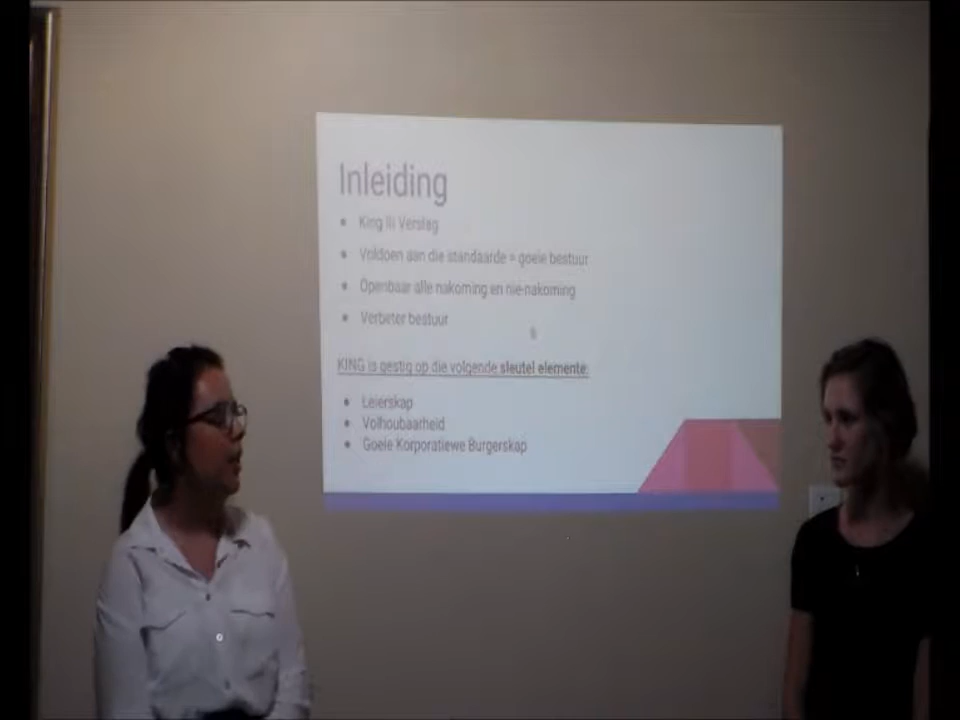 Inleiding
King III Verslag
Voldoen aan die standaarde = goeie bestuur
Openbaar alle nakoming en nie-nakoming
Verbeter bestuur
KING is gestig op die volgende sleutel elemente:
Leierskap
Volhoubaarheid
Goeie Korporatiewe Burgerskap